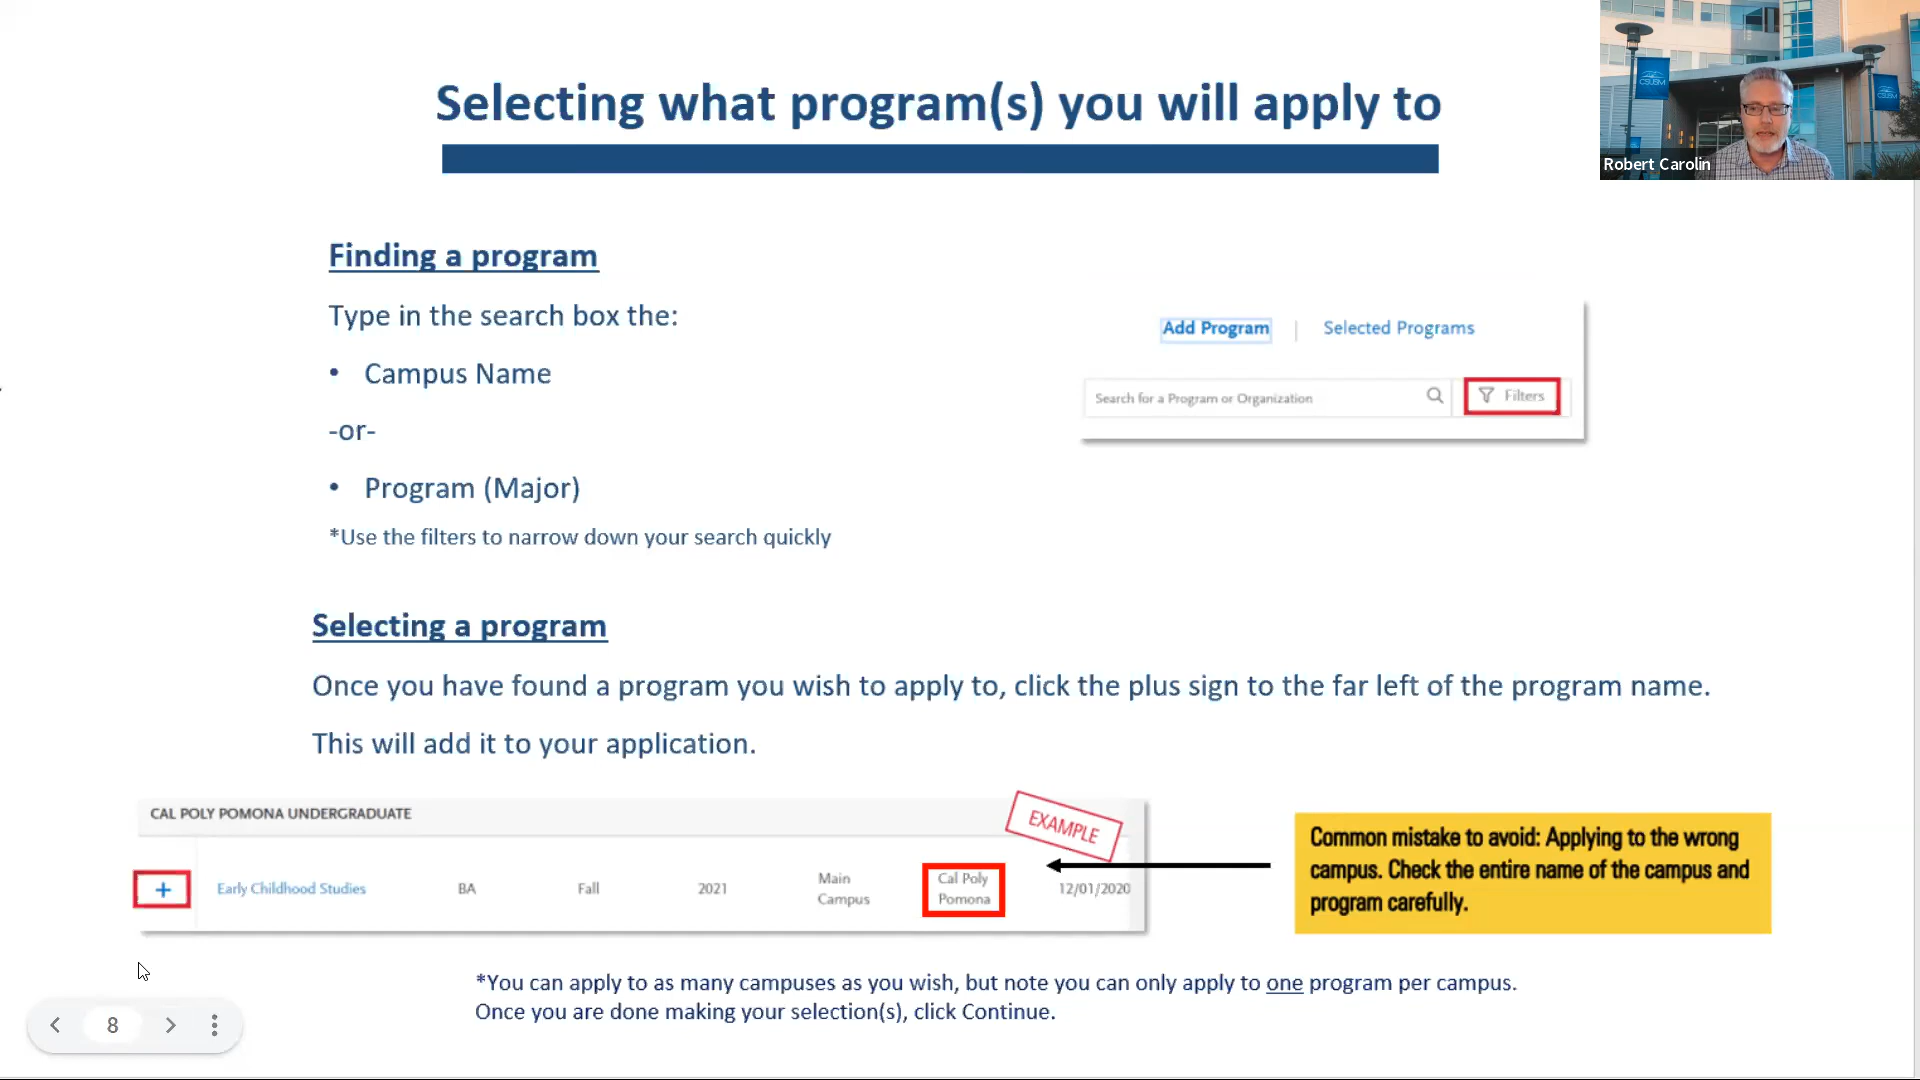 Selecting what program(s) you will apply to
CSUSM
CSUSM
Robert Carolin
Finding a program
Type in the search box the:
• Campus Name
-or-
• Program (Major)
*Use the filters to narrow down your search quickly
Add Program | Selected Programs
Search for a Program or Organization
Filters
Selecting a program
Once you have found a program you wish to apply to, click the plus sign to the far left of the program name.
This will add it to your application.
CAL POLY POMONA UNDERGRADUATE
EXAMPLE
+ Early Childhood Studies BA Fall 2021 Main Campus Cal Poly Pomona 12/01/2020
Common mistake to avoid: Applying to the wrong
campus. Check the entire name of the campus and
program carefully.
*You can apply to as many campuses as you wish, but note you can only apply to one program per campus.
Once you are done making your selection(s), click Continue.
8